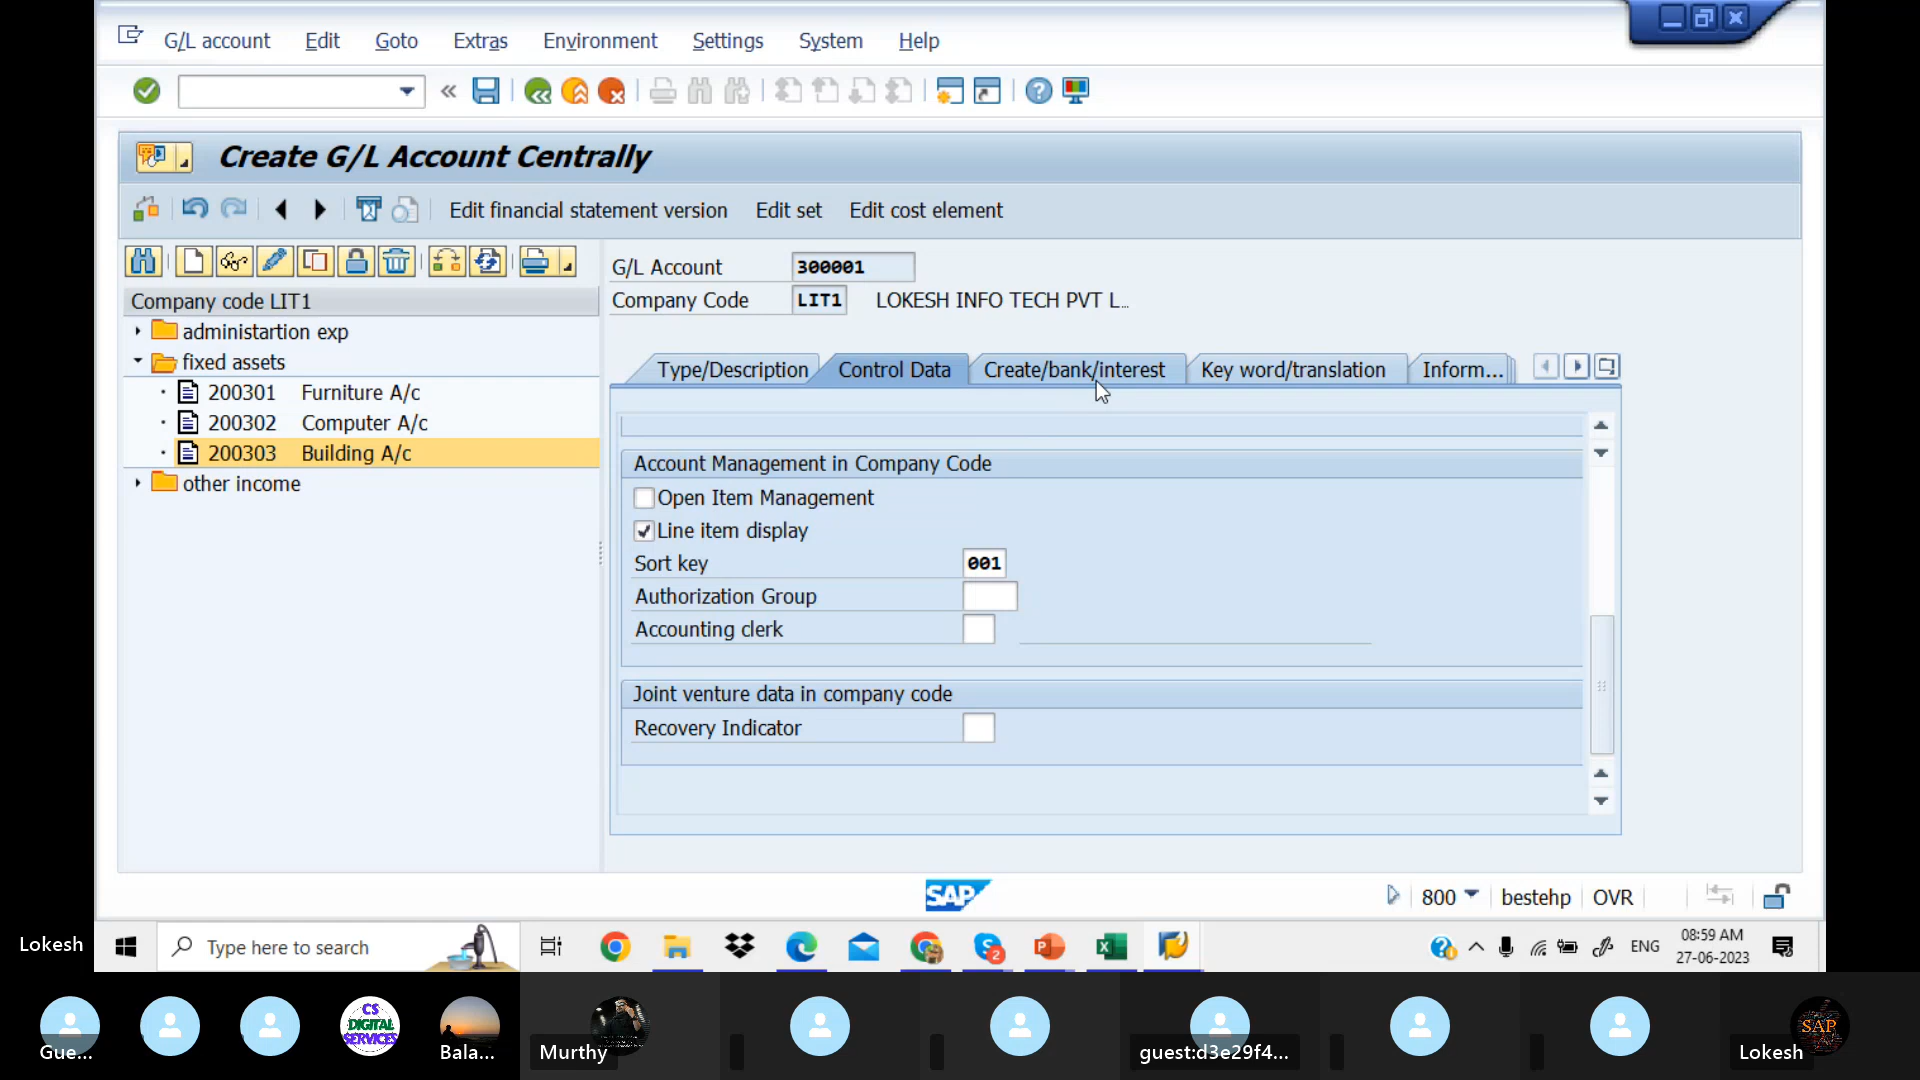 G/L account Edit Goto Extras Environment Settings System Help
Create G/L Account Centrally
Edit financial statement version Edit set Edit cost element
Company code LIT1
administartion exp
fixed assets
200301 Furniture A/c
200302 Computer A/c
200303 Building A/c
other income
G/L Account 300001
Company Code LIT1 LOKESH INFO TECH PVT L...
Type/Description Control Data Create/bank/interest Key word/translation Inform...
Account Management in Company Code
Open Item Management
Line item display
Sort key 001
Authorization Group
Accounting clerk
Joint venture data in company code
Recovery Indicator
SAP
800 bestehp OVR
Lokesh
Type here to search
2
ENG
08:59 AM
27-06-2023
Gue...
CS DIGITAL SERVICES
Bala...
Murthy
guest:d3e29f4...
SAP
Lokesh